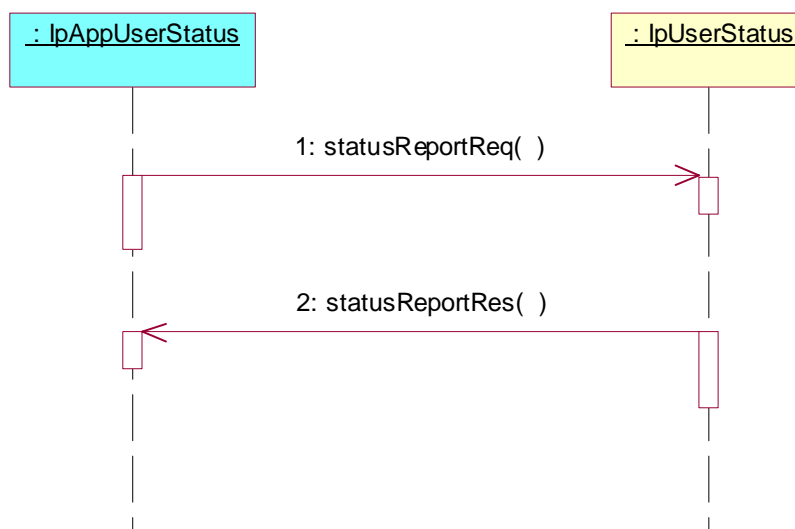 : IpAppUserStatus
: IpUserStatus
1: statusReportReq( )
2: statusReportRes( )